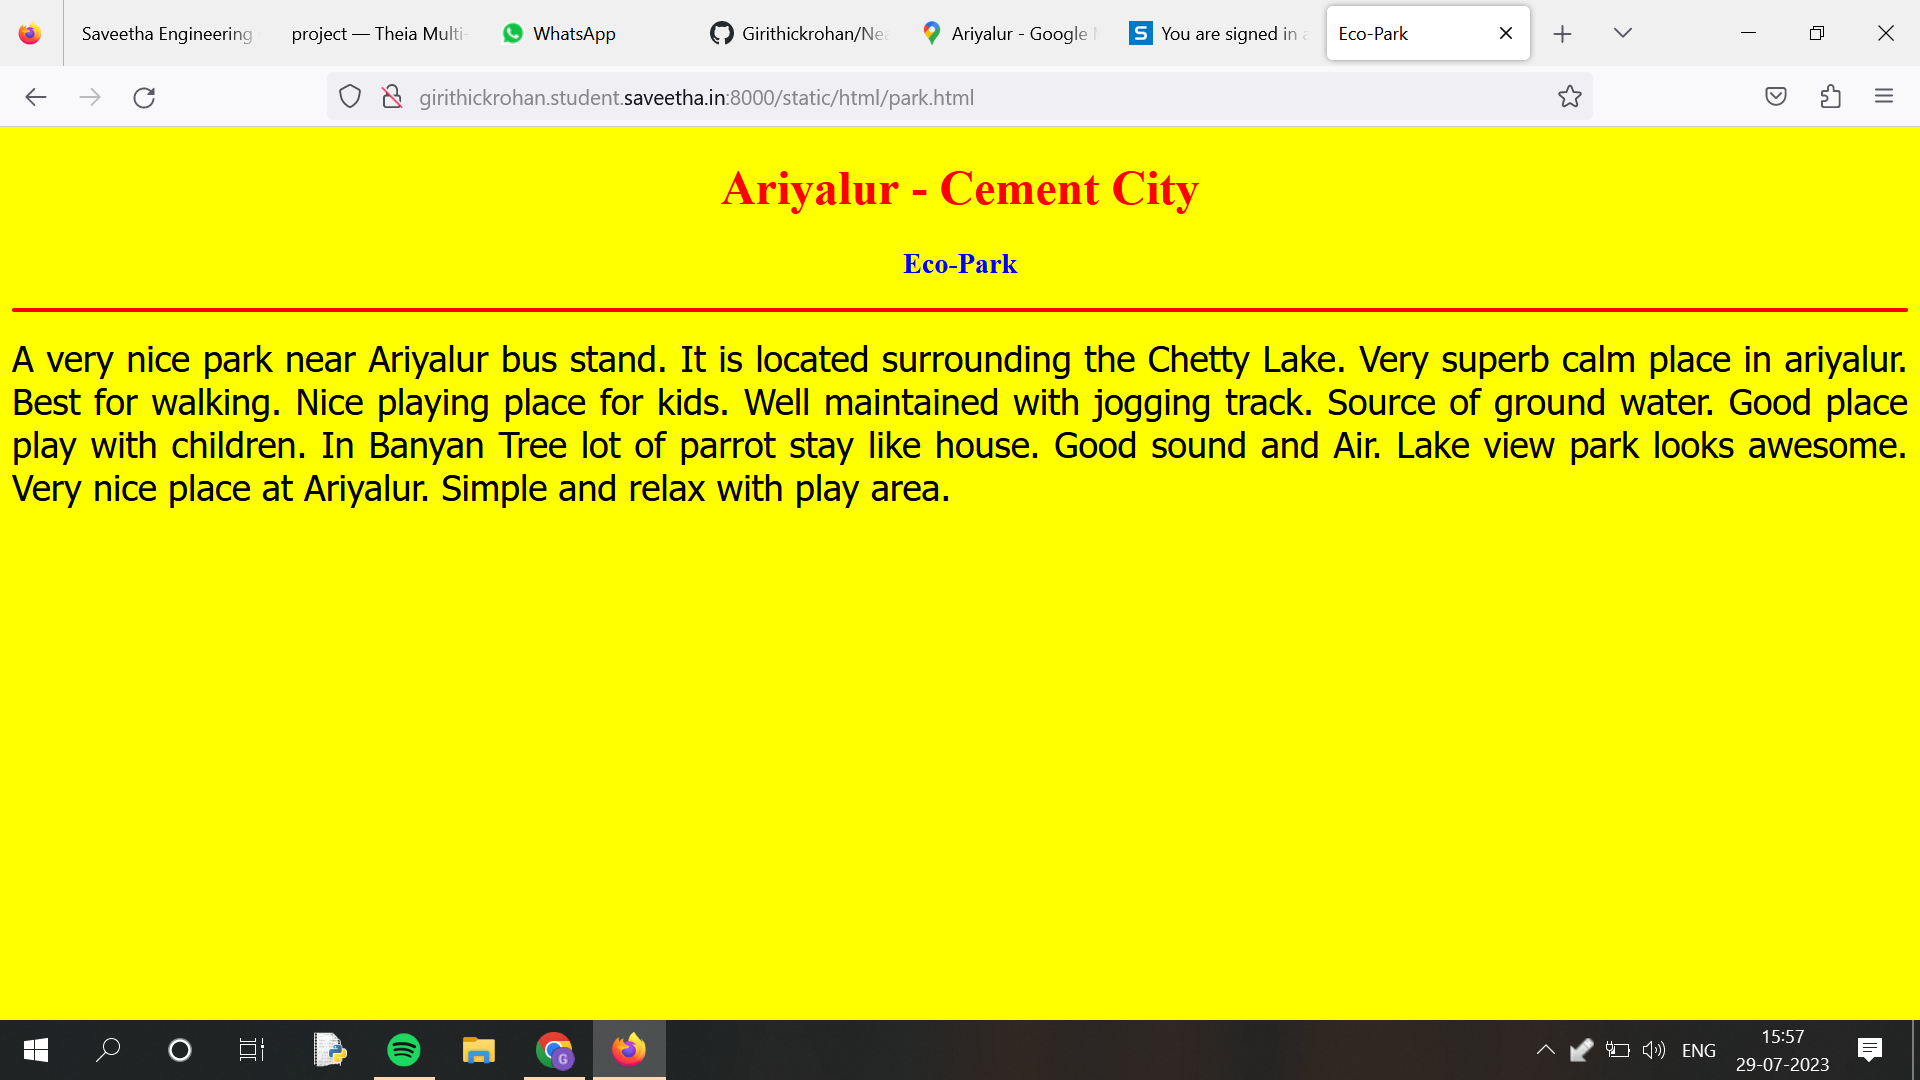 Saveetha Engineering
project — Theia Multi-
WhatsApp
Girithickrohan/Nea
Ariyalur - Google
You are signed in
Eco-Park
girithickrohan.student.saveetha.in:8000/static/html/park.html
Ariyalur - Cement City
Eco-Park
A very nice park near Ariyalur bus stand. It is located surrounding the Chetty Lake. Very superb calm place in ariyalur.
Best for walking. Nice playing place for kids. Well maintained with jogging track. Source of ground water. Good place
play with children. In Banyan Tree lot of parrot stay like house. Good sound and Air. Lake view park looks awesome.
Very nice place at Ariyalur. Simple and relax with play area.
ENG
15:57
29-07-2023